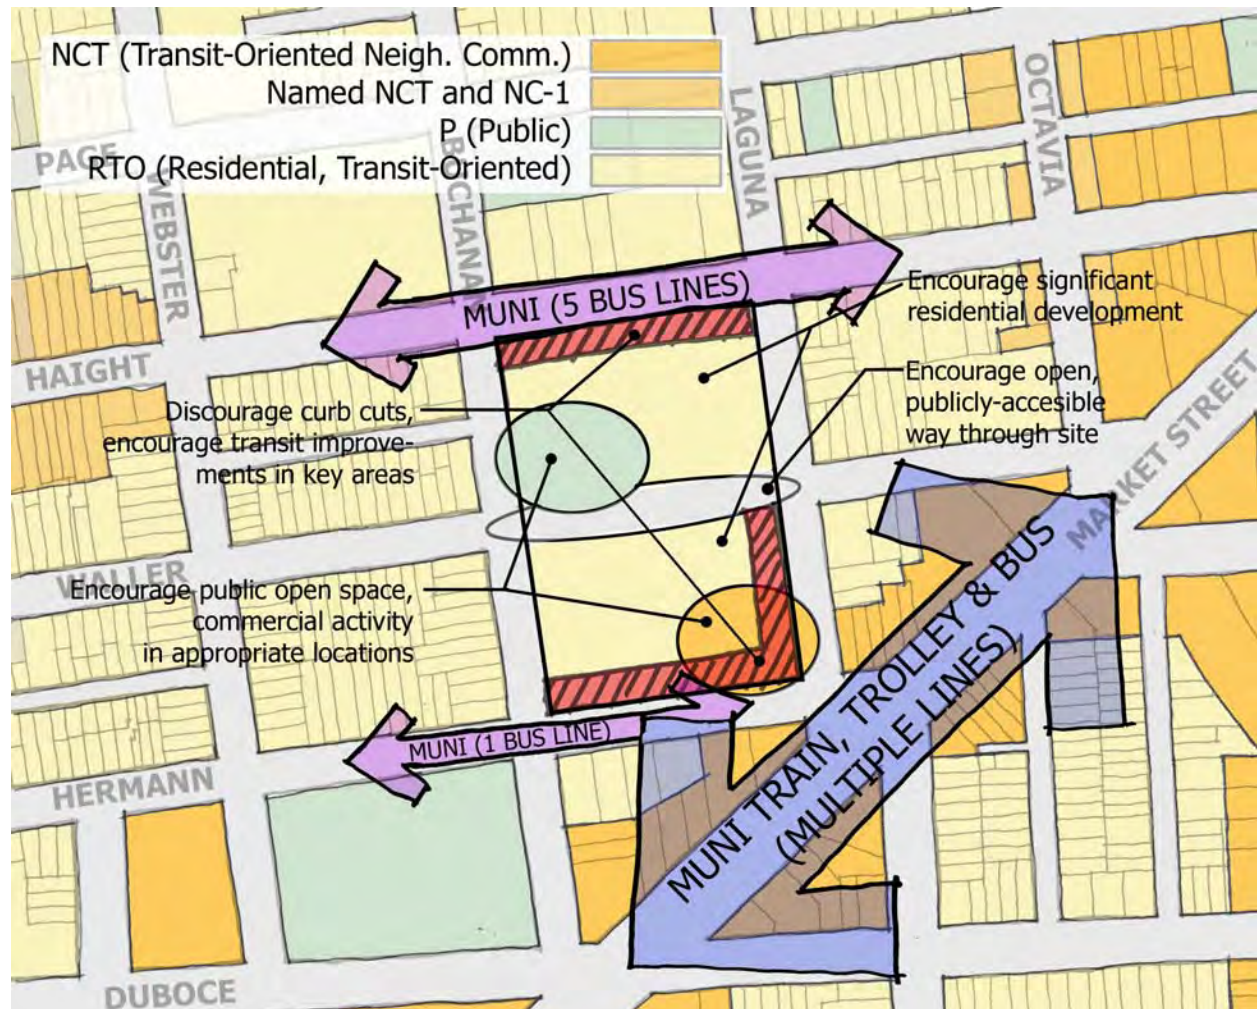 NCT (Transit-Oriented Neigh. Comm.)
Named NCT and NC-1
P (Public)
RTO (Residential, Transit-Oriented)
PAGE
WEBSTER
BUCHANAN
LAGUNA
OCTAVIA
MUNI (5 BUS LINES)
HAIGHT
Encourage significant
residential development
Encourage open,
publicly-accesible
way through site
MARKET STREET
Discourage curb cuts,
encourage transit improve-
ments in key areas
WALLER
Encourage public open space,
commercial activity
in appropriate locations
MUNI (1 BUS LINE)
MUNI TRAIN, TROLLEY & BUS
(MULTIPLE LINES)
HERMANN
DUBOCE